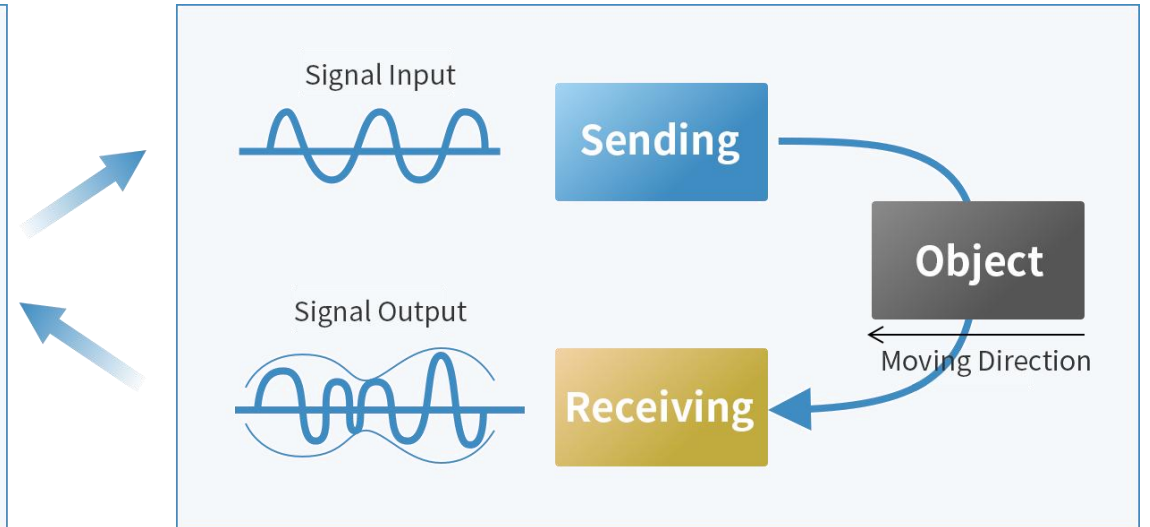 Signal Input
Sending
Object
Signal Output
Moving Direction
Receiving